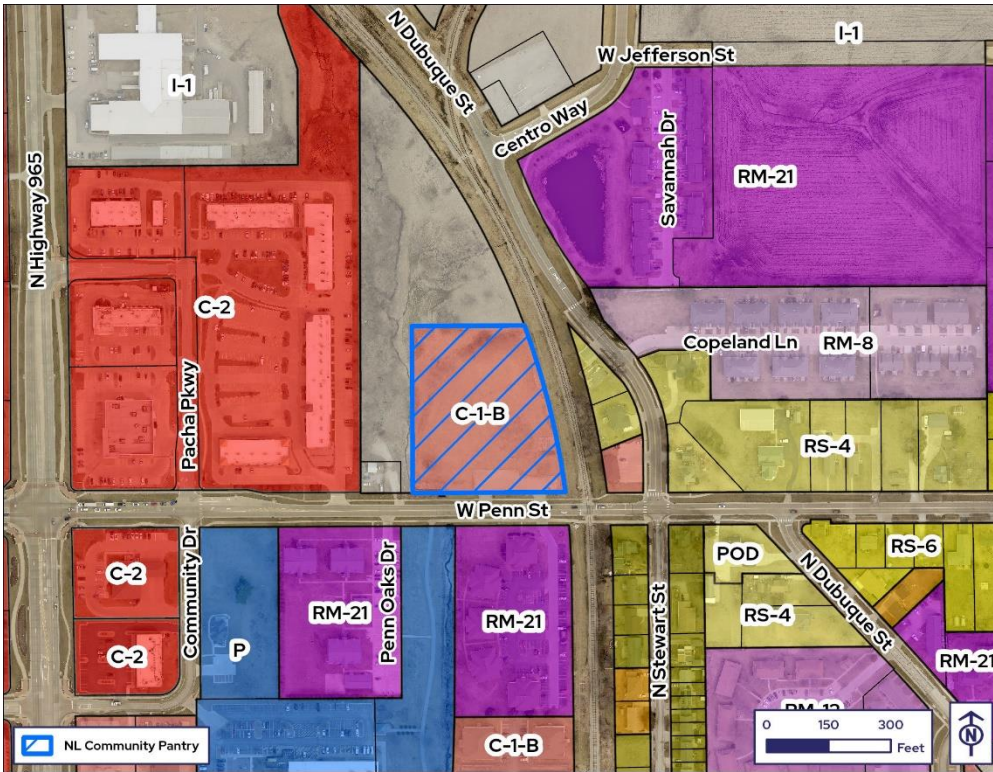 N Dubuque St
W Jefferson St
I-1
I-1
Centro Way
Savannah Dr
RM-21
N Highway 965
C-2
Pacha Pkwy
Copeland Ln
RM-8
C-1-B
RS-4
W Penn St
C-2
Community Dr
P
RM-21
Penn Oaks Dr
RM-21
N Stewart St
POD
RS-6
RS-4
N Dubuque St
C-2
RM-21
RM-12
C-1-B
NL Community Pantry
0 150 300
Feet
N